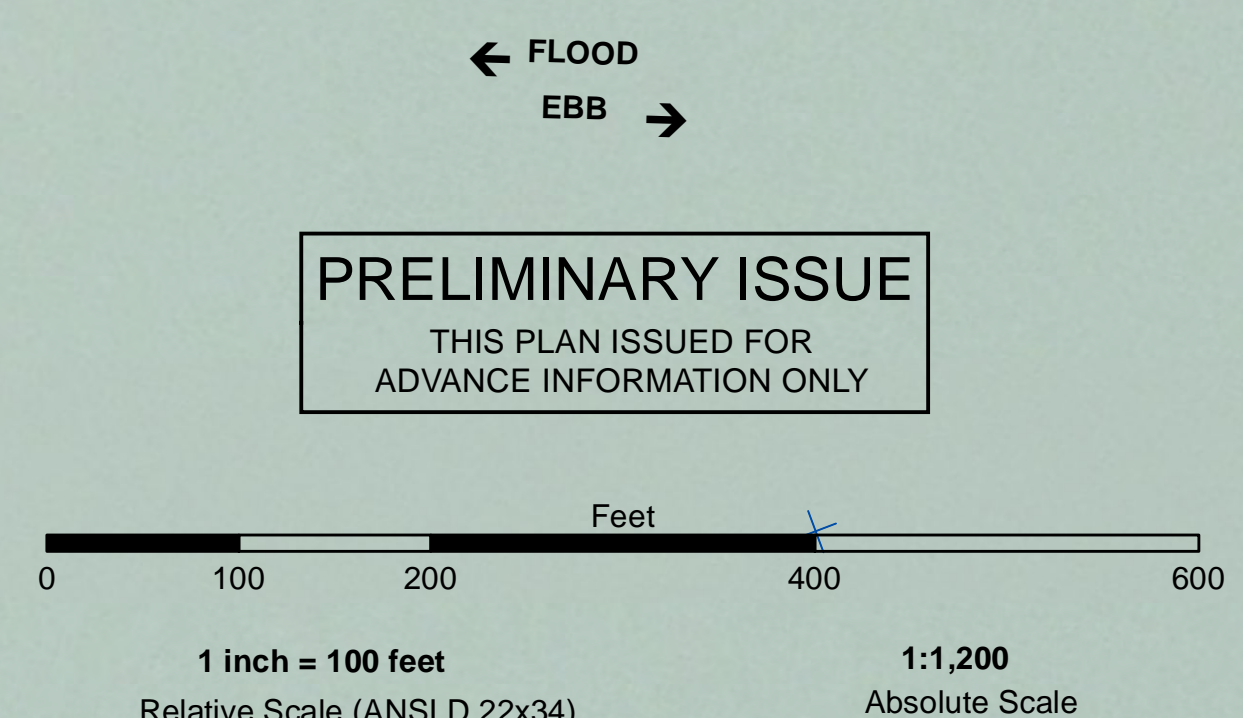 FLOOD
EBB
PRELIMINARY ISSUE
THIS PLAN ISSUED FOR
ADVANCE INFORMATION ONLY
Feet
0 100 200 400 600
1 inch = 100 feet 1:1,200
Relative Scale (ANSI D 22x34) Absolute Scale